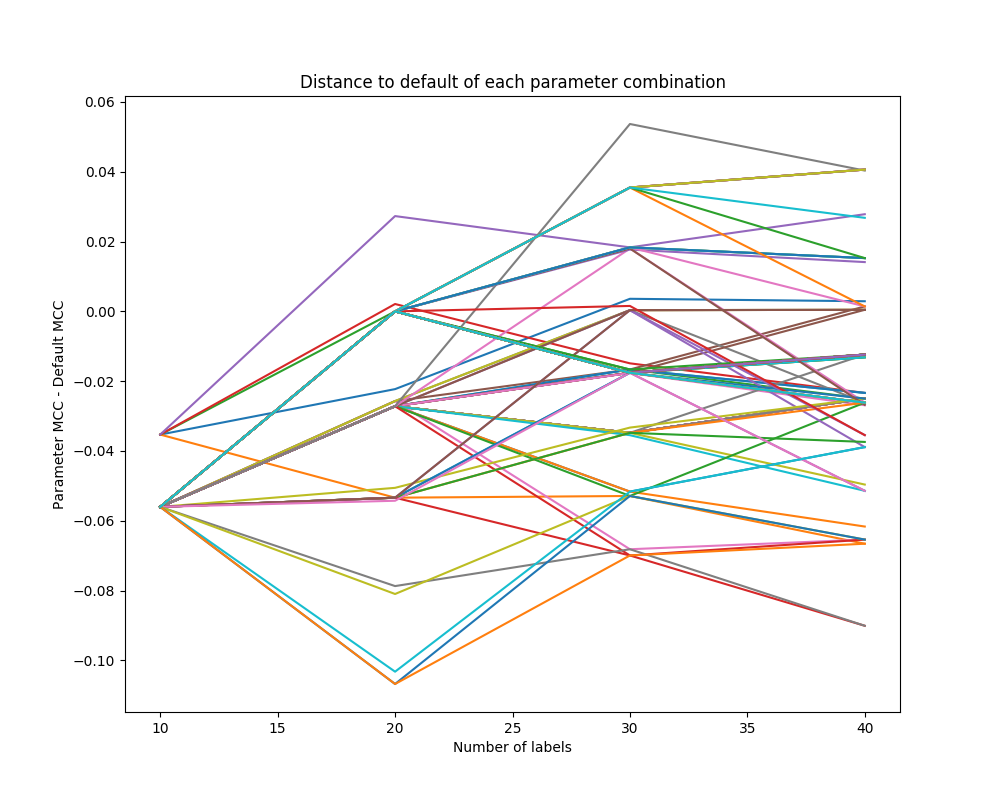 Distance to default of each parameter combination
Parameter MCC - Default MCC
0.06
0.04
0.02
0.00
−0.02
−0.04
−0.06
−0.08
−0.10
10 15 20 25 30 35 40
Number of labels